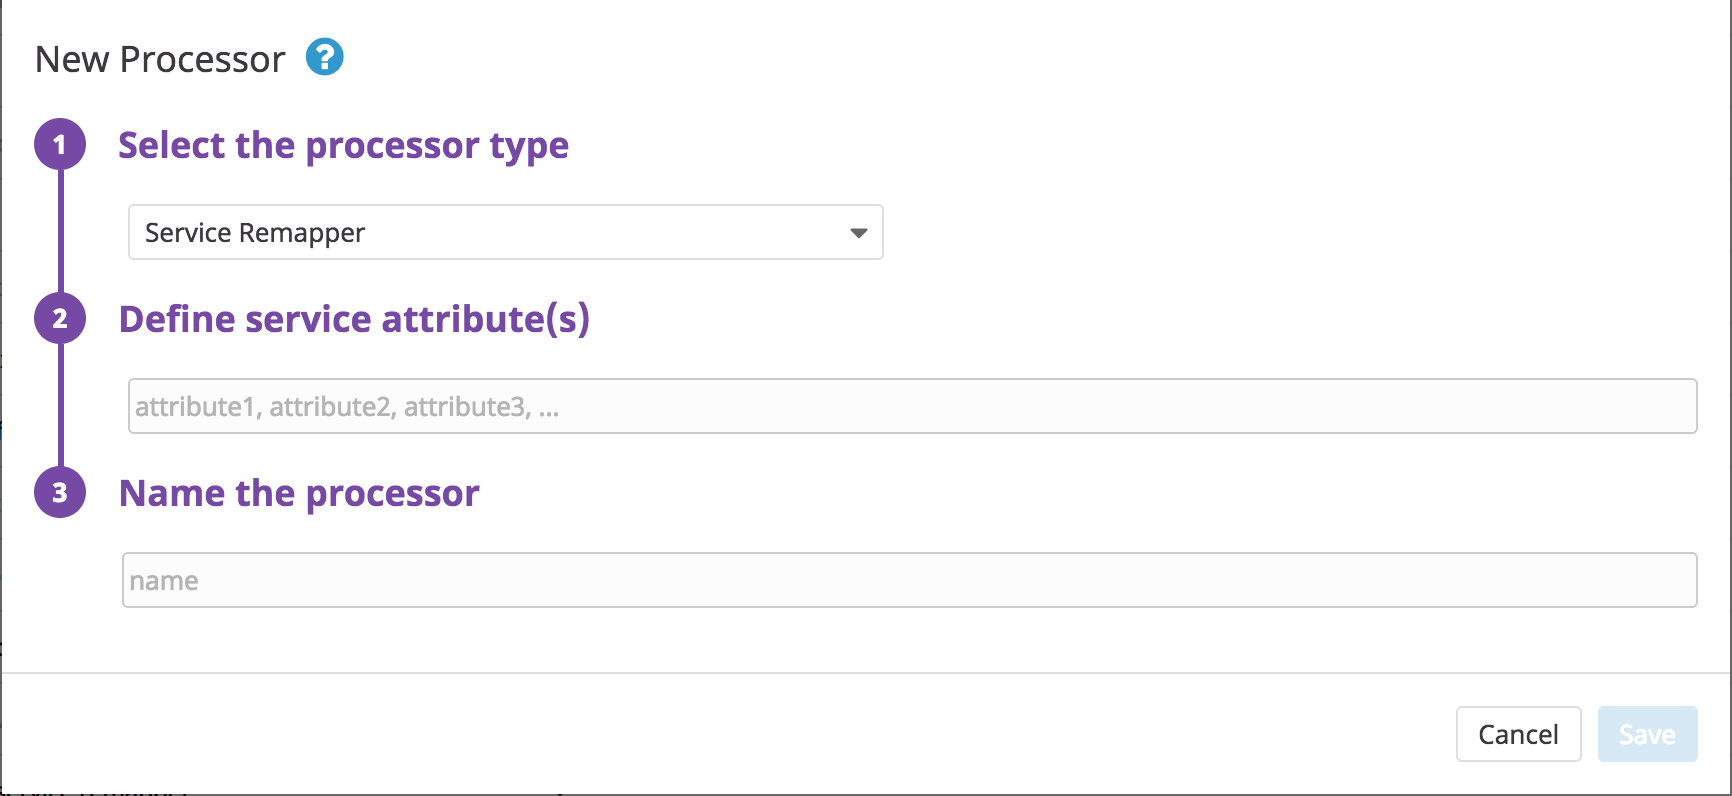 New Processor ?
1 Select the processor type
Service Remapper
2 Define service attribute(s)
attribute1, attribute2, attribute3, ...
3 Name the processor
name
Cancel Save